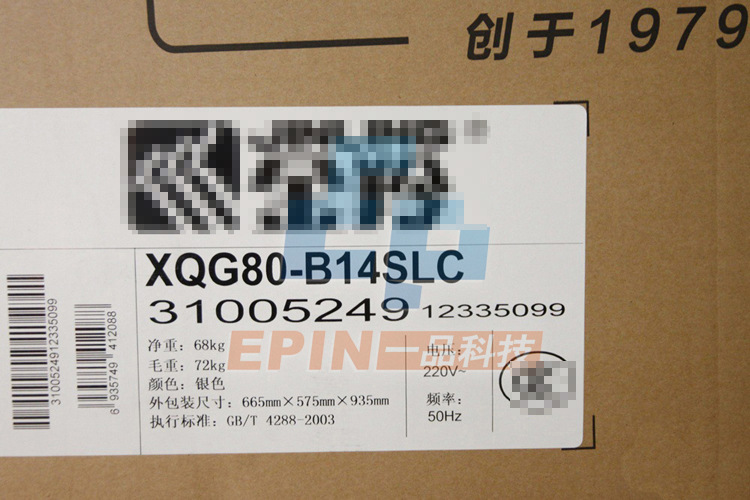 创于1979
XQG80-B14SLC
31005249 12335099
净重：68kg
毛重：72kg
颜色：银色
外包装尺寸：665mm×575mm×935mm
执行标准：GB/T 4288-2003
电压：
220V~
频率：
50Hz
3100524912335099
6 935749 412088
EPIN一品科技